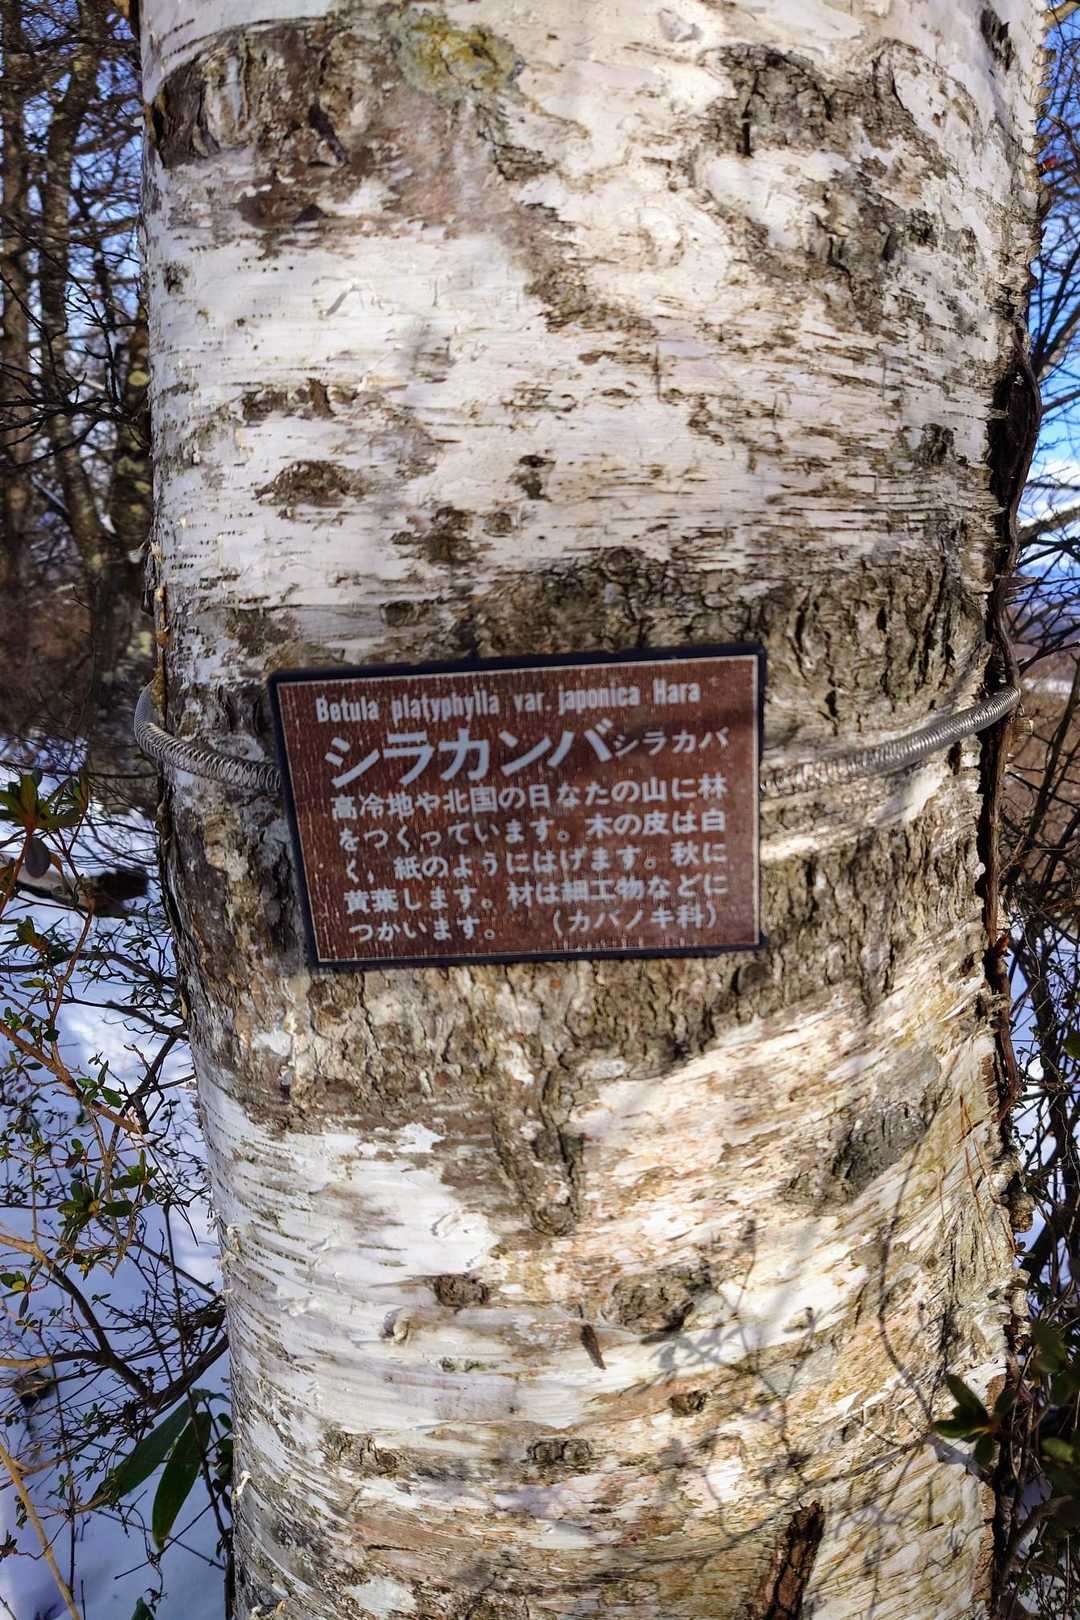 Betula platyphylla var. japonica Hara
シラカンバ シラカバ
高冷地や北国の日なたの山に林
をつくっています。木の皮は白
く、紙のようにはげます。秋に
黄葉します。材は細工物などに
つかいます。 (カバノキ科)